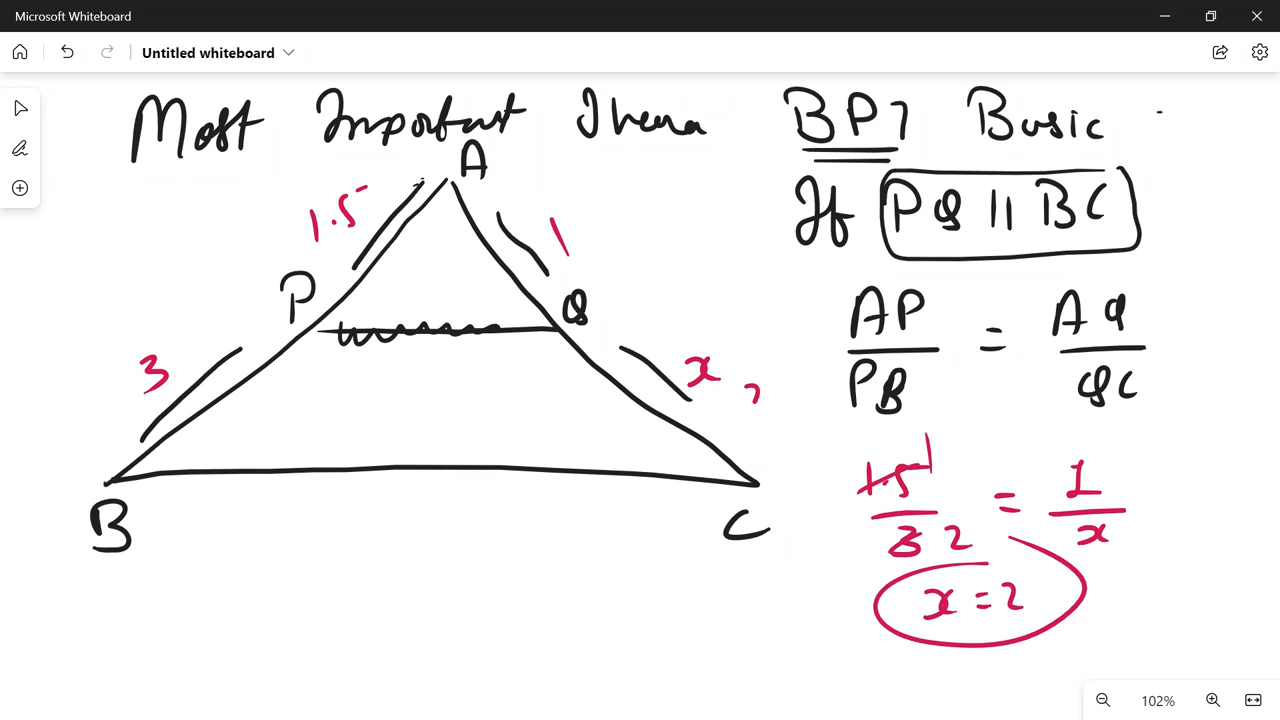 Microsoft Whiteboard
Untitled whiteboard
Most Important BPT Basic
A
If PQ || BC
1.5
1
P
Q
AP/PB = AQ/QC
3
x ?
1.5 1/3 2 = 1/x
B
C
x = 2
102%